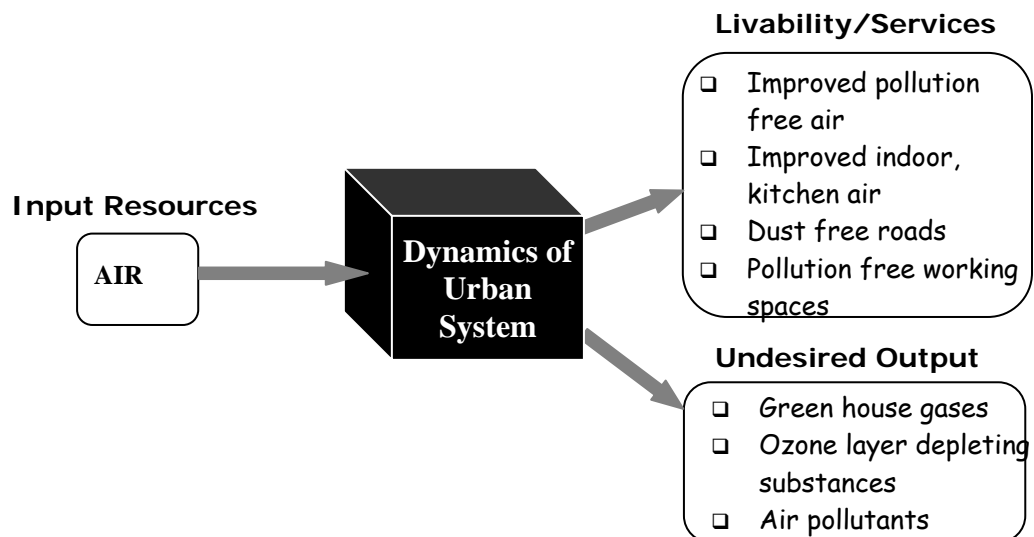 Livability/Services
❑ Improved pollution
free air
❑ Improved indoor,
kitchen air
❑ Dust free roads
❑ Pollution free working
spaces
Input Resources
AIR
Dynamics of
Urban
System
Undesired Output
❑ Green house gases
❑ Ozone layer depleting
substances
❑ Air pollutants